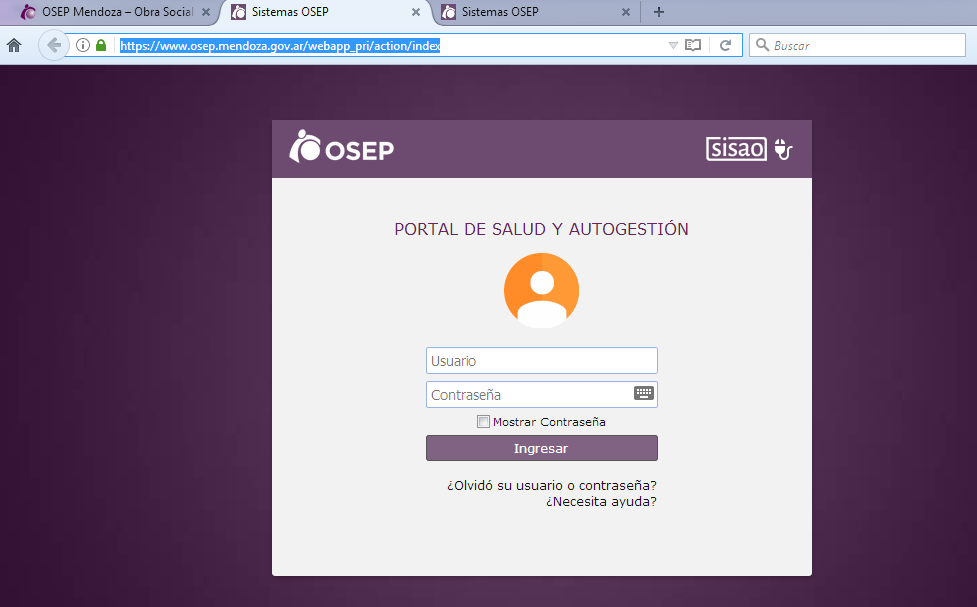 OSEP Mendoza – Obra Social
Sistemas OSEP
Sistemas OSEP
https://www.osep.mendoza.gov.ar/webapp_pri/action/index
Buscar
OSEP
sisao
PORTAL DE SALUD Y AUTOGESTIÓN
Usuario
Contraseña
Mostrar Contraseña
Ingresar
¿Olvidó su usuario o contraseña?
¿Necesita ayuda?